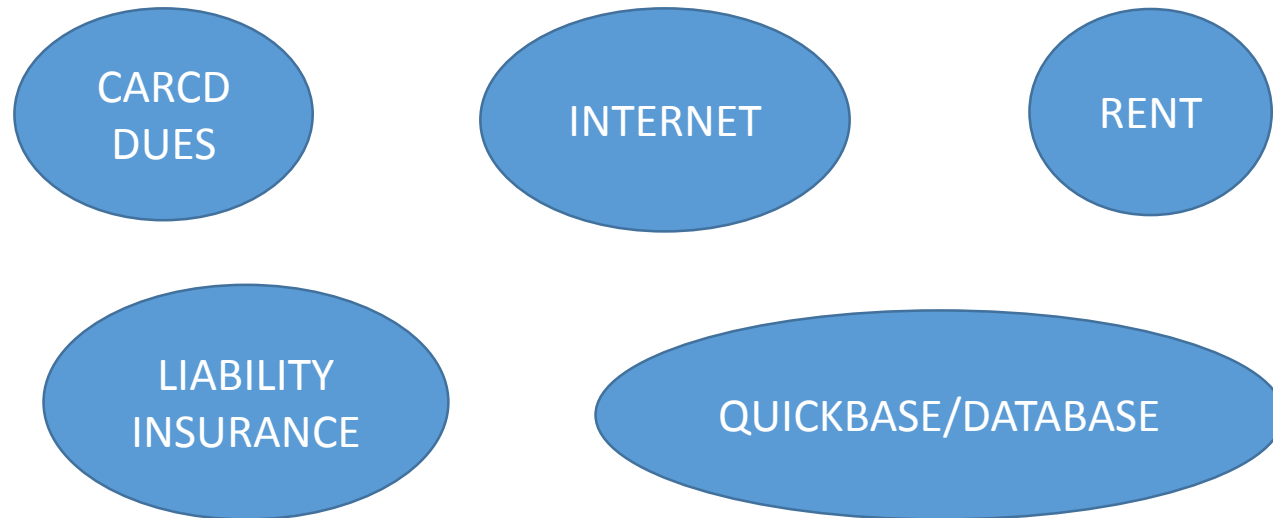 CARCD
DUES
INTERNET
RENT
LIABILITY
INSURANCE
QUICKBASE/DATABASE